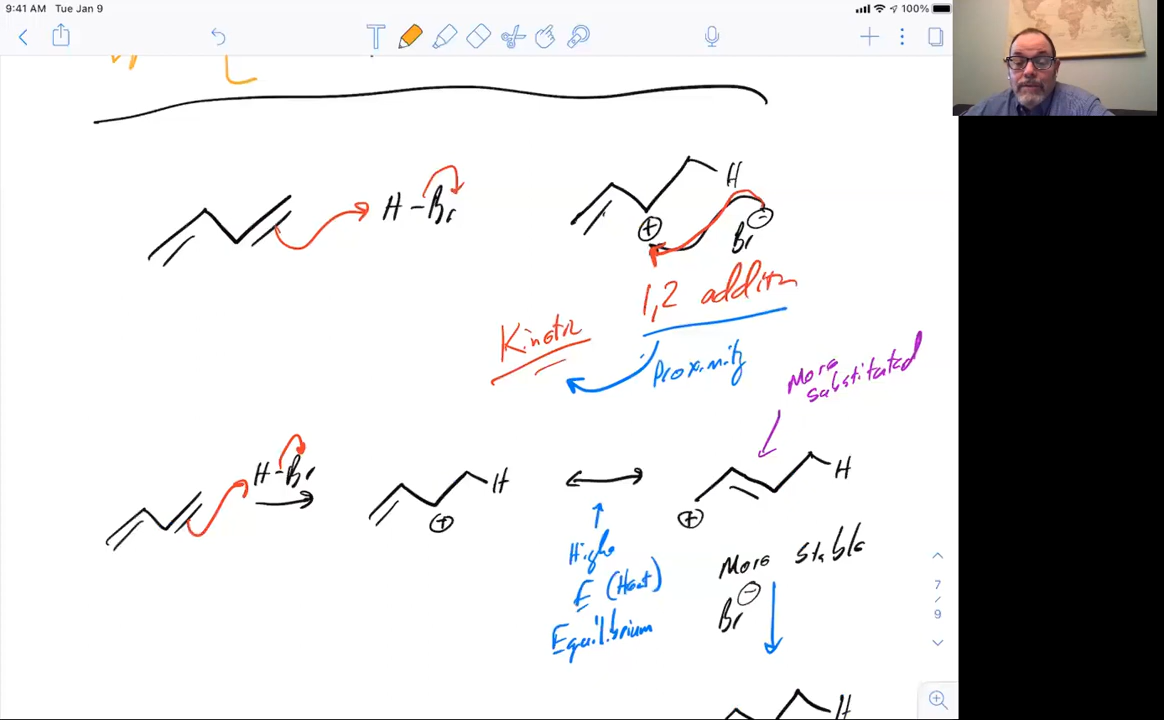 9:41 AM Tue Jan 9
100%
H-Br
H
+
-
Br
1,2 addition
Kinetic
Proximity
More
substituted
H-Br
H
+
H
+
Higher
E (Heat)
Equilibrium
More stable
-
Br
7
/
9
H